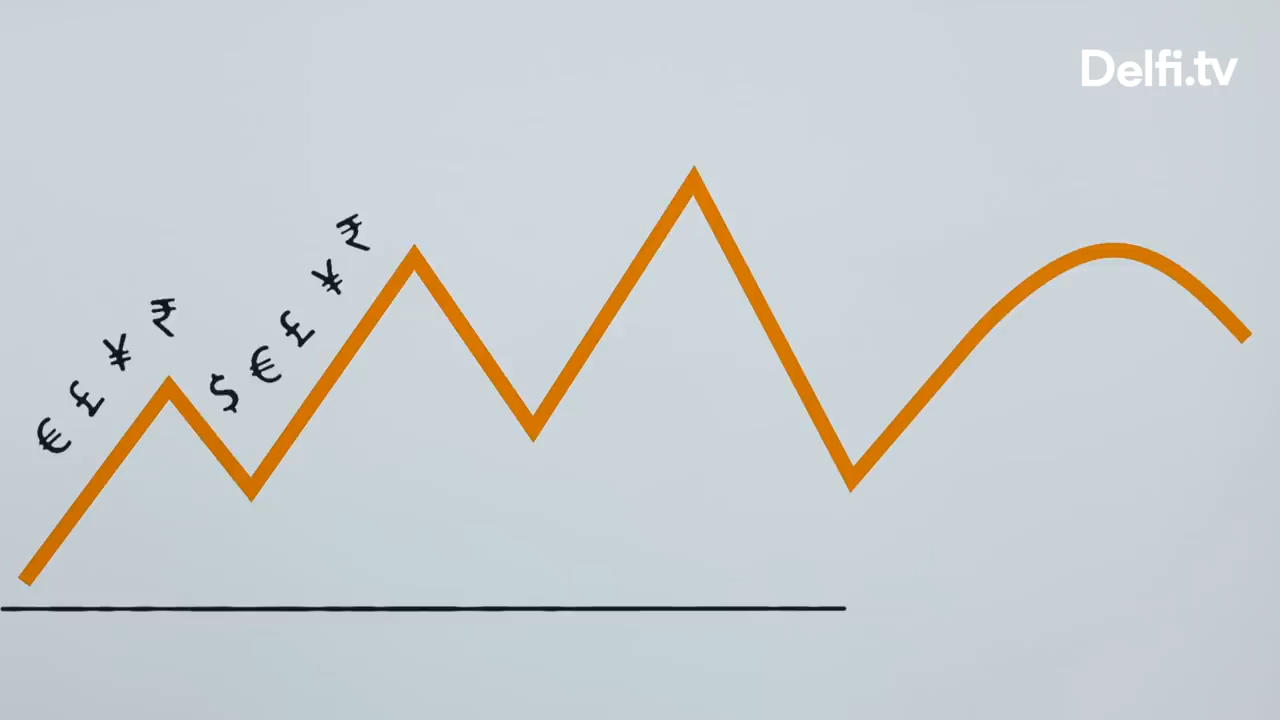 Delfi.tv
€ £ ¥ ₹
$ € £ ¥ ₹